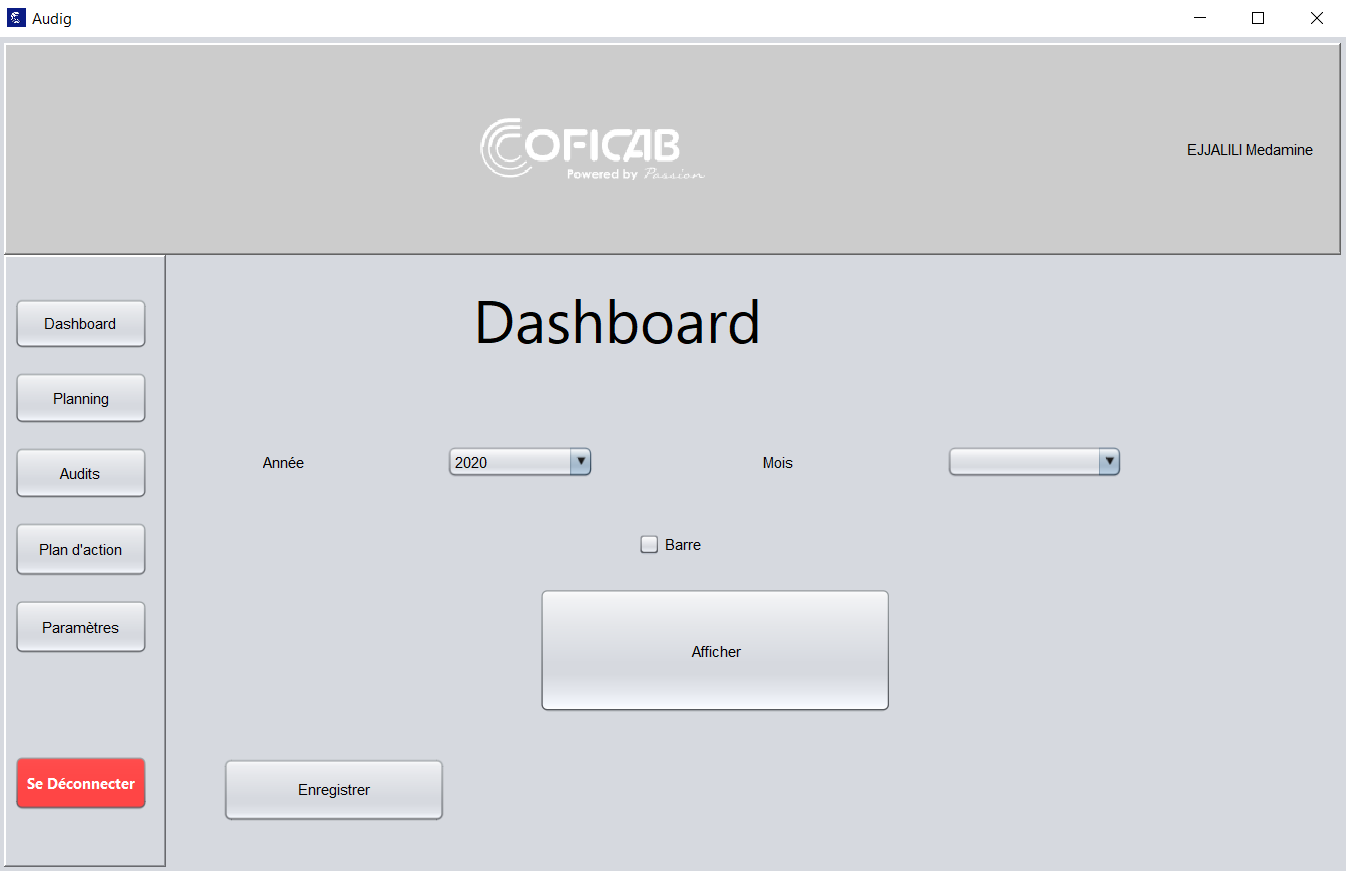 Audig
COFICAB
Powered by Passion
EJJALILI Medamine
Dashboard
Planning
Audits
Plan d'action
Paramètres
Se Déconnecter
Dashboard
Année
2020
Mois
Barre
Afficher
Enregistrer